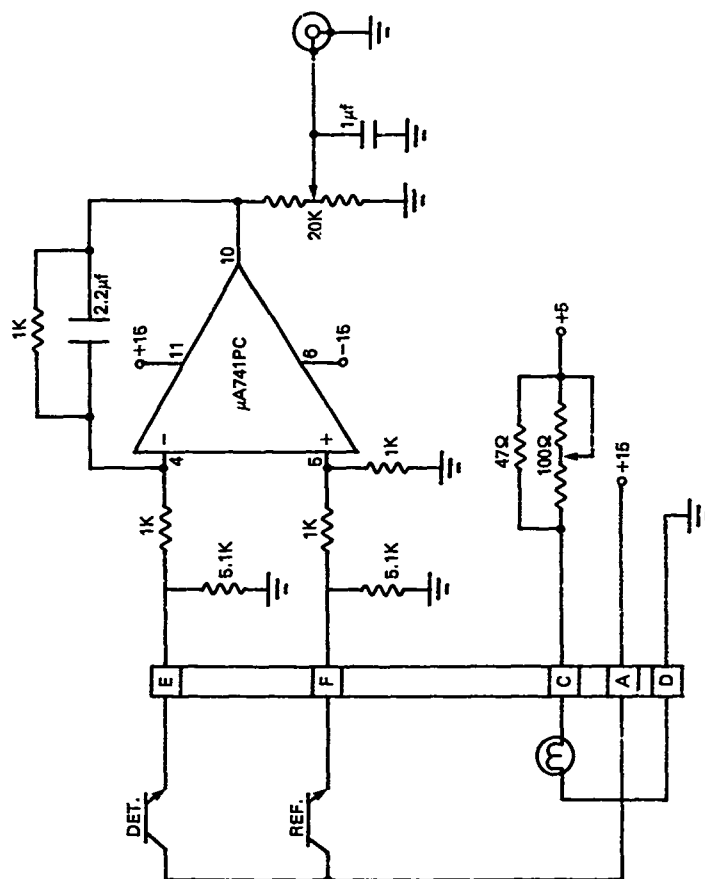 1K
2.2µf
+15
11
10
µA741PC
-
4
+
5
6
-15
1K
5.1K
1K
1K
5.1K
20K
1µf
E
F
C
A
D
DET.
REF.
47Ω
100Ω
+5
+15